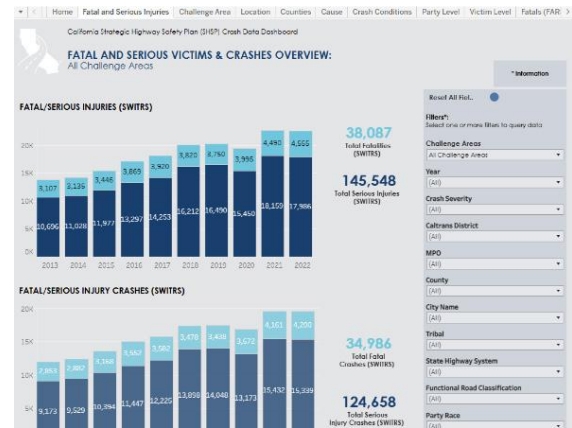 Home Fatal and Serious Injuries Challenge Area Location Counties Cause Crash Conditions Party Level Victim Level Fatals (FAR
California Strategic Highway Safety Plan (SHSP) Crash Data Dashboard
FATAL AND SERIOUS VICTIMS & CRASHES OVERVIEW:
All Challenge Areas
* Information
FATAL/SERIOUS INJURIES (SWITRS)
20K
15K
10K
5K
0K
3,107 3,136 3,448 3,869 3,920 3,820 3,760 3,995 4,490 4,555
10,696 11,028 11,977 13,297 14,253 16,212 16,490 15,450 18,159 17,986
2013 2014 2015 2016 2017 2018 2019 2020 2021 2022
38,087
Total Fatalities
(SWITRS)
145,548
Total Serious Injuries
(SWITRS)
FATAL/SERIOUS INJURY CRASHES (SWITRS)
20K
15K
10K
5K
2,853 2,882 3,582 3,470 3,438 3,572 4,161 4,200
9,173 9,529 10,394 11,447 12,225 13,898 14,048 13,173 15,432 15,339
34,986
Total Fatal
Crashes (SWITRS)
124,658
Total Serious
Injury Crashes (SWITRS)
Reset All Fiel..
Filters*:
Select one or more filters to query data
Challenge Areas
All Challenge Areas
Year
(All)
Crash Severity
(All)
Caltrans District
(All)
MPO
(All)
County
(All)
City Name
(All)
Tribal
(All)
State Highway System
(All)
Functional Road Classification
(All)
Party Race
(All)